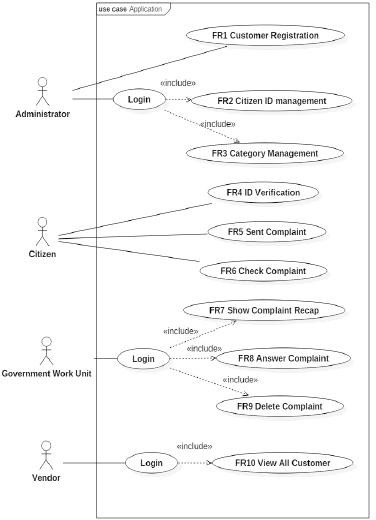 use case Application
FR1 Customer Registration
«include»
Login
FR2 Citizen ID management
Administrator
«include»
FR3 Category Management
FR4 ID Verification
FR5 Sent Complaint
Citizen
FR6 Check Complaint
FR7 Show Complaint Recap
«include»
«include»
Login
FR8 Answer Complaint
Government Work Unit
«include»
FR9 Delete Complaint
«include»
Login
FR10 View All Customer
Vendor